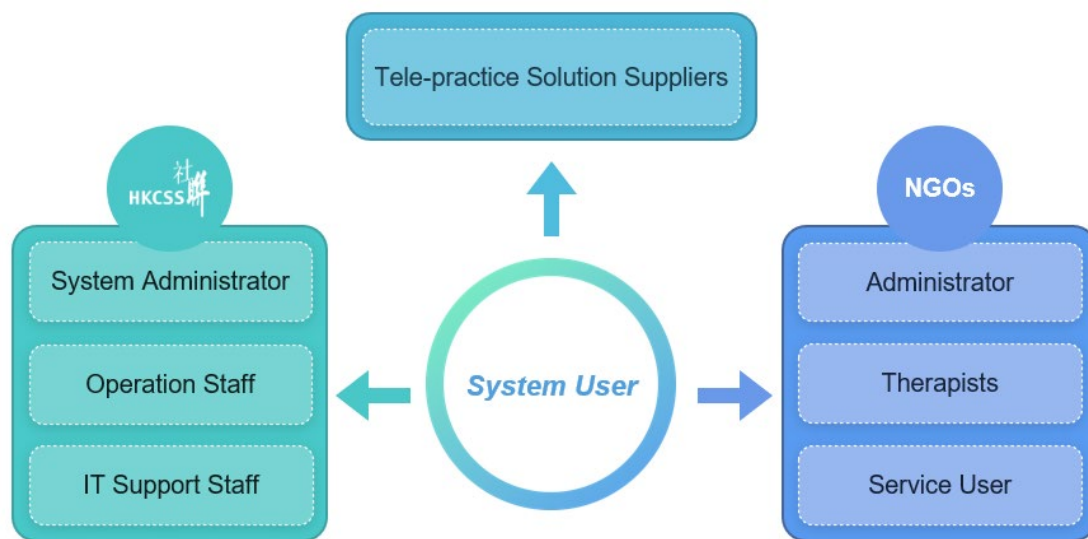 Tele-practice Solution Suppliers
社聯
HKCSS
System Administrator
Operation Staff
IT Support Staff
System User
NGOs
Administrator
Therapists
Service User